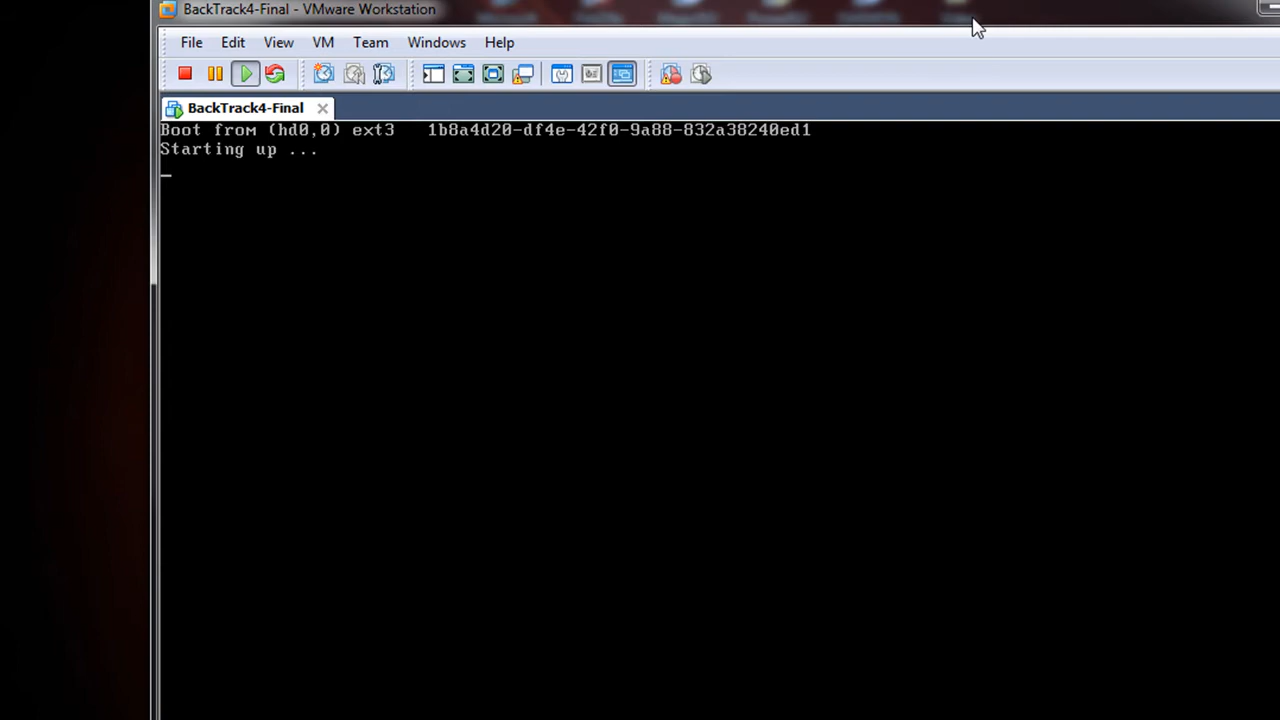 BackTrack4-Final - VMware Workstation
File Edit View VM Team Windows Help
BackTrack4-Final
Boot from (hd0,0) ext3 1b8a4d20-df4e-42f0-9a88-832a38240ed1
Starting up ...